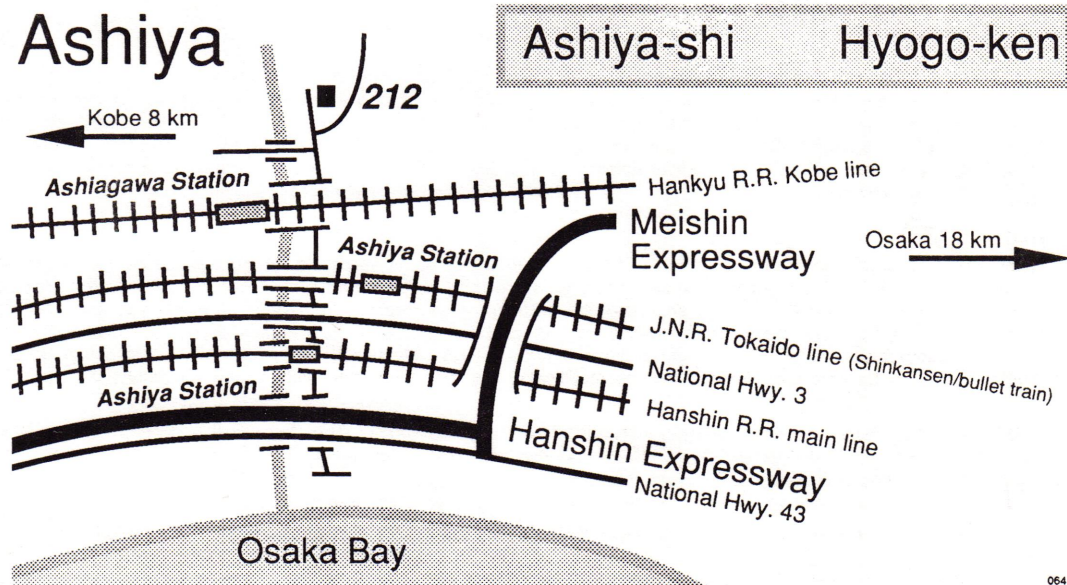 Ashiya
Ashiya-shi Hyogo-ken
212
Kobe 8 km
Ashiagawa Station
Hankyu R.R. Kobe line
Meishin
Expressway
Osaka 18 km
Ashiya Station
J.N.R. Tokaido line (Shinkansen/bullet train)
National Hwy. 3
Ashiya Station
Hanshin R.R. main line
Hanshin Expressway
National Hwy. 43
Osaka Bay
064